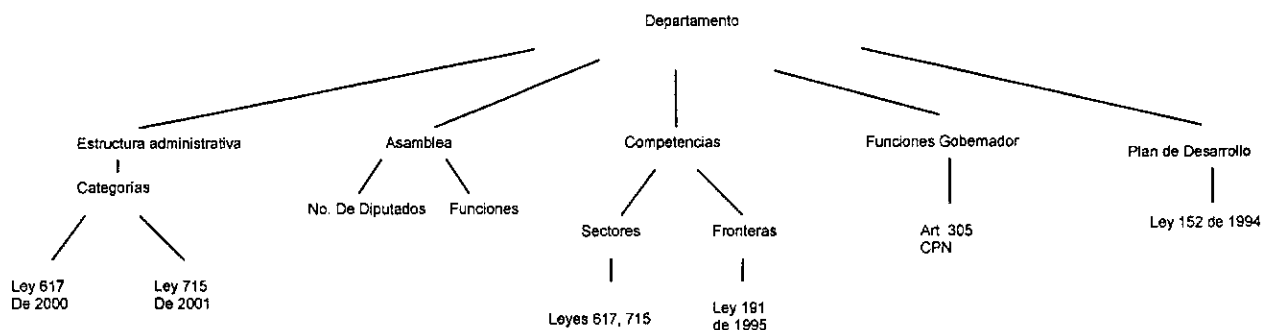 Departamento
Estructura administrativa
Asamblea
Competencias
Funciones Gobernador
Plan de Desarrollo
Categorías
No. De Diputados
Funciones
Sectores
Fronteras
Art 305
CPN
Ley 152 de 1994
Ley 617
De 2000
Ley 715
De 2001
Leyes 617, 715
Ley 191
de 1995